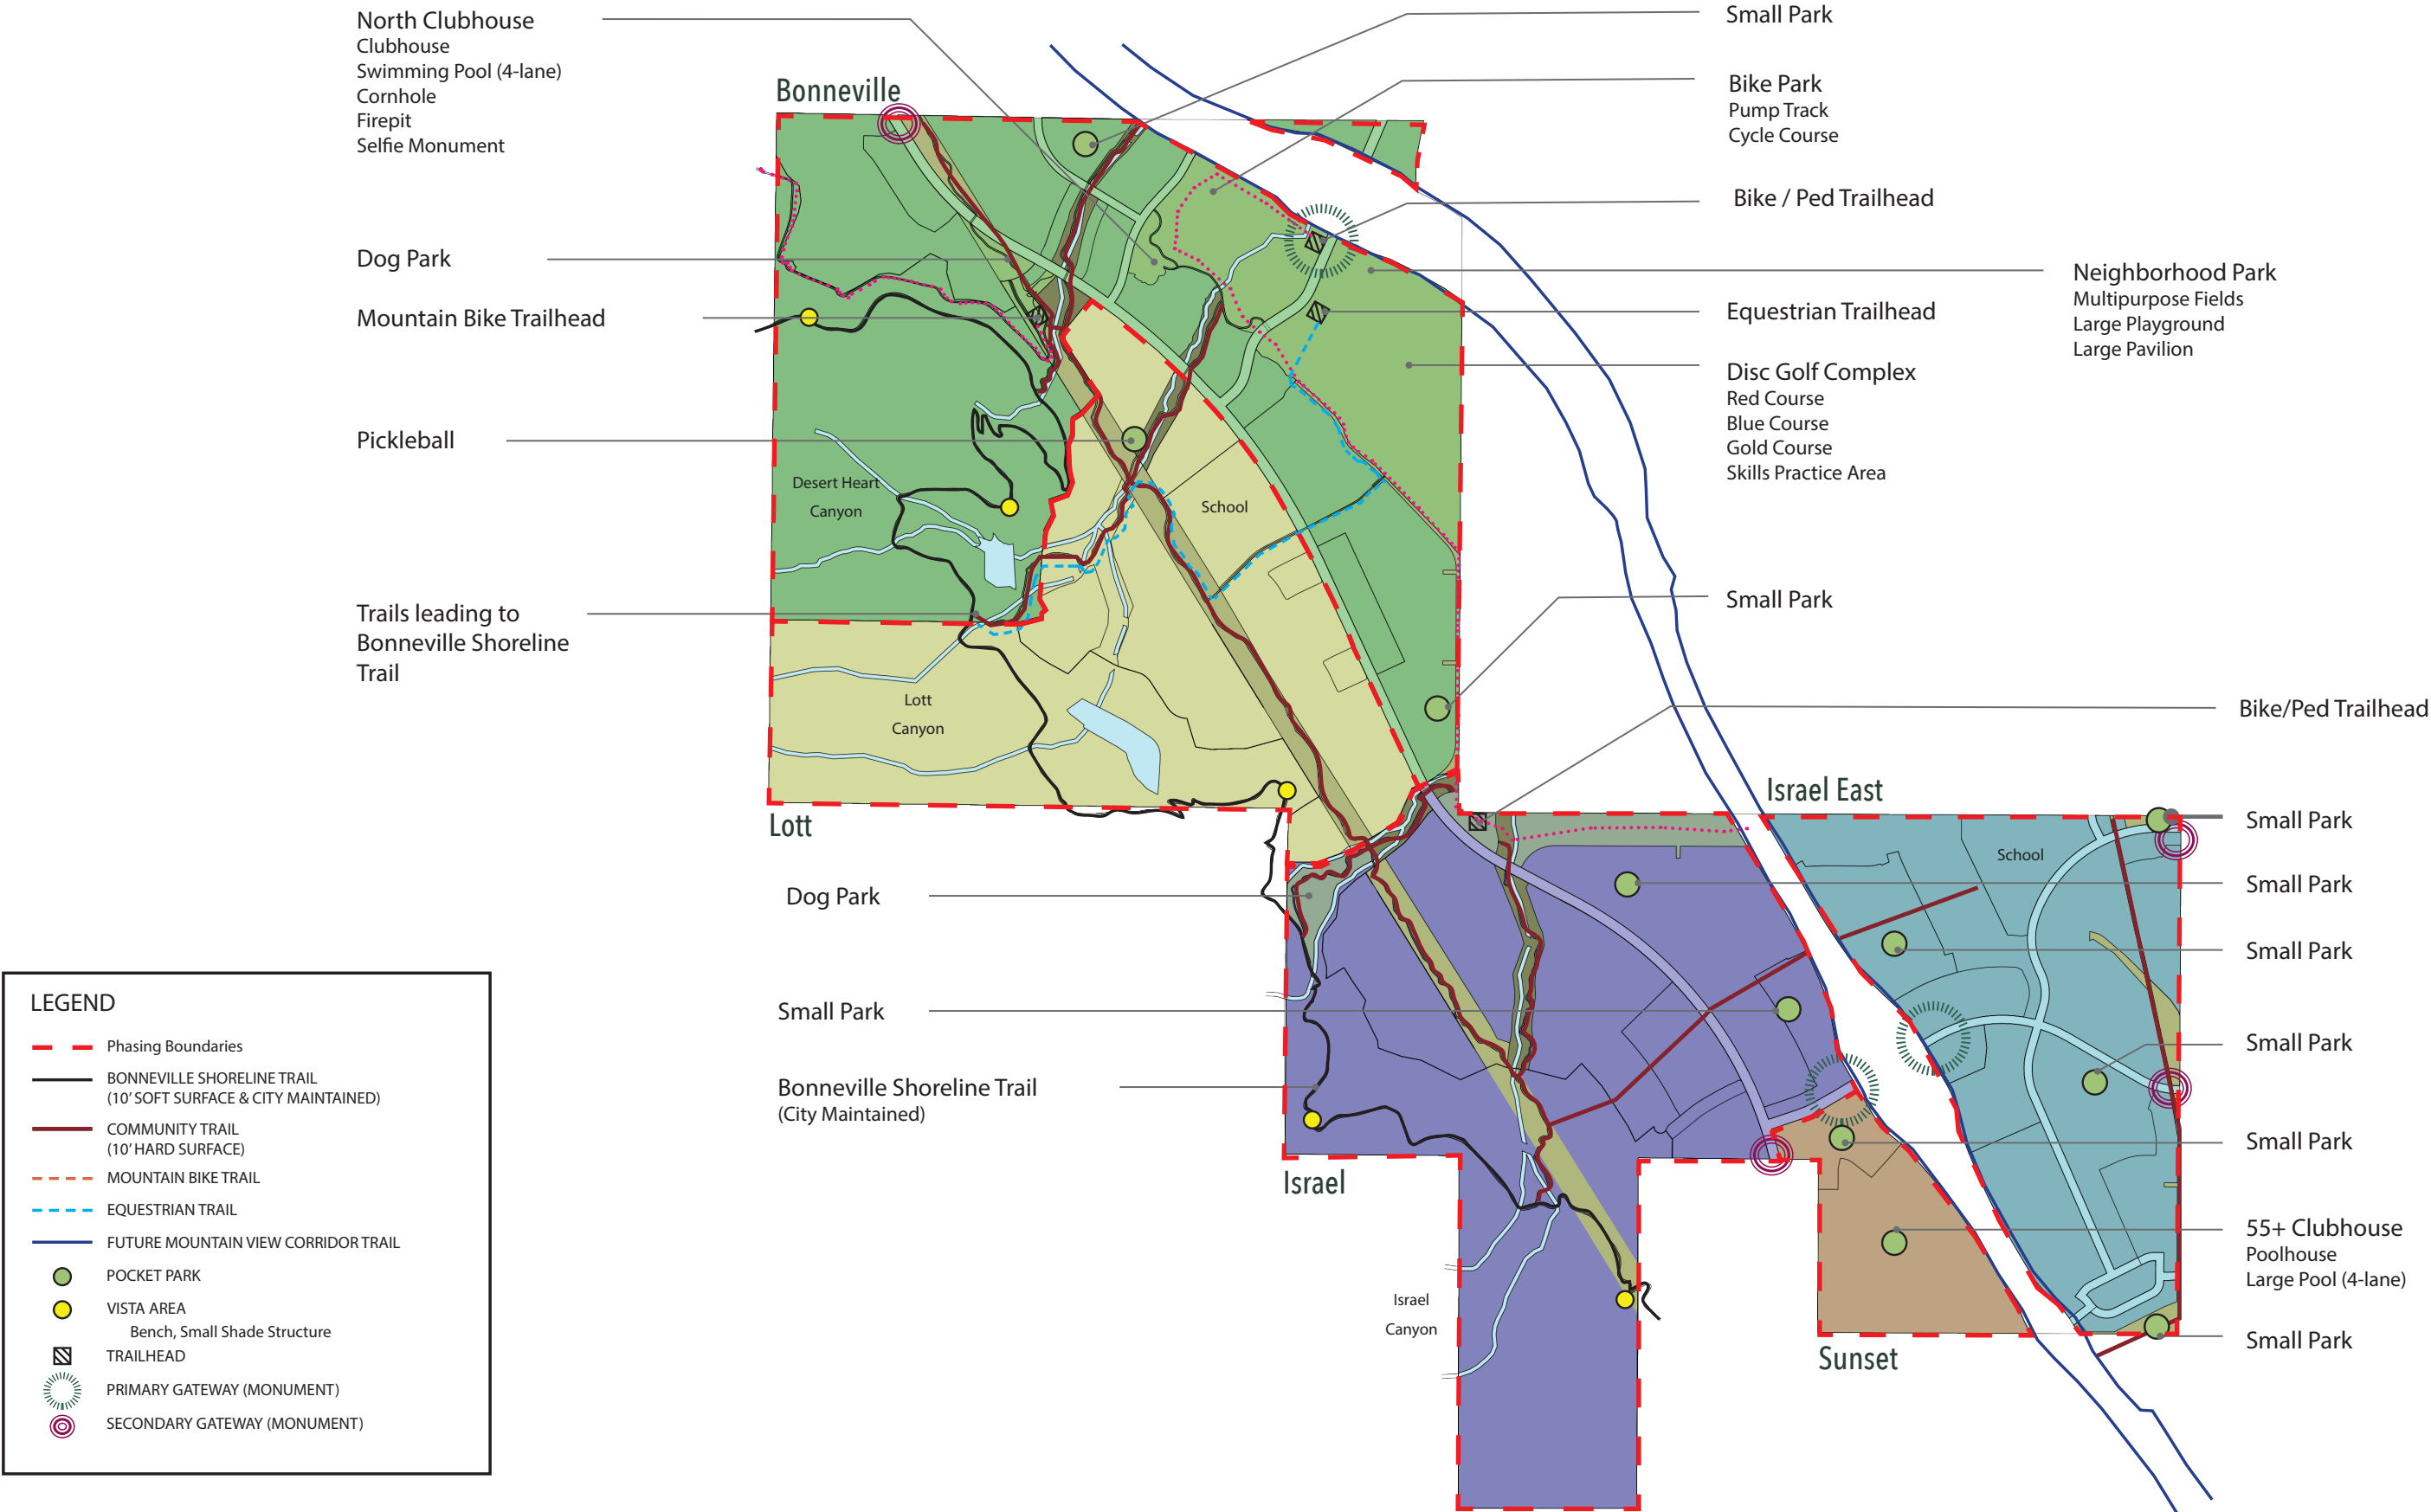 North Clubhouse
Clubhouse
Swimming Pool (4-lane)
Cornhole
Firepit
Selfie Monument
Small Park
Bike Park
Pump Track
Cycle Course
Bonneville
Bike / Ped Trailhead
Dog Park
Neighborhood Park
Multipurpose Fields
Large Playground
Large Pavilion
Mountain Bike Trailhead
Equestrian Trailhead
Disc Golf Complex
Red Course
Blue Course
Gold Course
Skills Practice Area
Pickleball
Desert Heart
Canyon
School
Trails leading to
Bonneville Shoreline
Trail
Small Park
Lott
Canyon
Bike/Ped Trailhead
Israel East
Lott
School
Small Park
Small Park
Dog Park
Small Park
Small Park
Small Park
Bonneville Shoreline Trail
(City Maintained)
Small Park
Israel
55+ Clubhouse
Poolhouse
Large Pool (4-lane)
Israel
Canyon
Sunset
Small Park
LEGEND
Phasing Boundaries
BONNEVILLE SHORELINE TRAIL
(10' SOFT SURFACE & CITY MAINTAINED)
COMMUNITY TRAIL
(10' HARD SURFACE)
MOUNTAIN BIKE TRAIL
EQUESTRIAN TRAIL
FUTURE MOUNTAIN VIEW CORRIDOR TRAIL
POCKET PARK
VISTA AREA
Bench, Small Shade Structure
TRAILHEAD
PRIMARY GATEWAY (MONUMENT)
SECONDARY GATEWAY (MONUMENT)